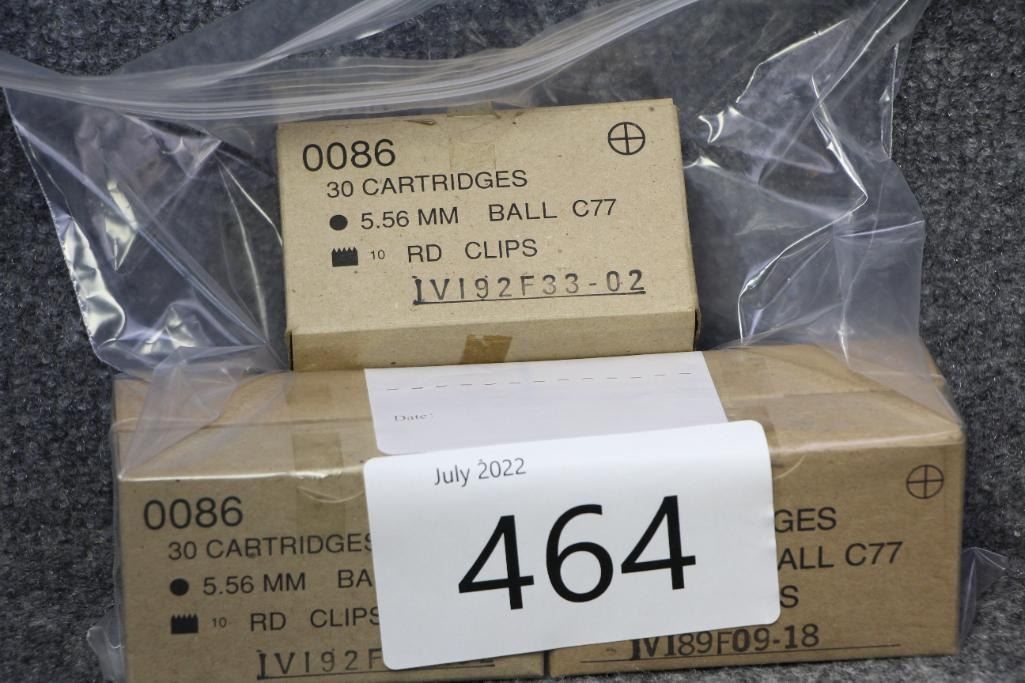 0086
30 CARTRIDGES
5.56 MM BALL C77
10 RD CLIPS
IVI92F33-02
Date:
July 2022
464
0086
30 CARTRIDGES
5.56 MM BA
10 RD CLIPS
IVI92F
GES
ALL C77
S
IVI89F09-18